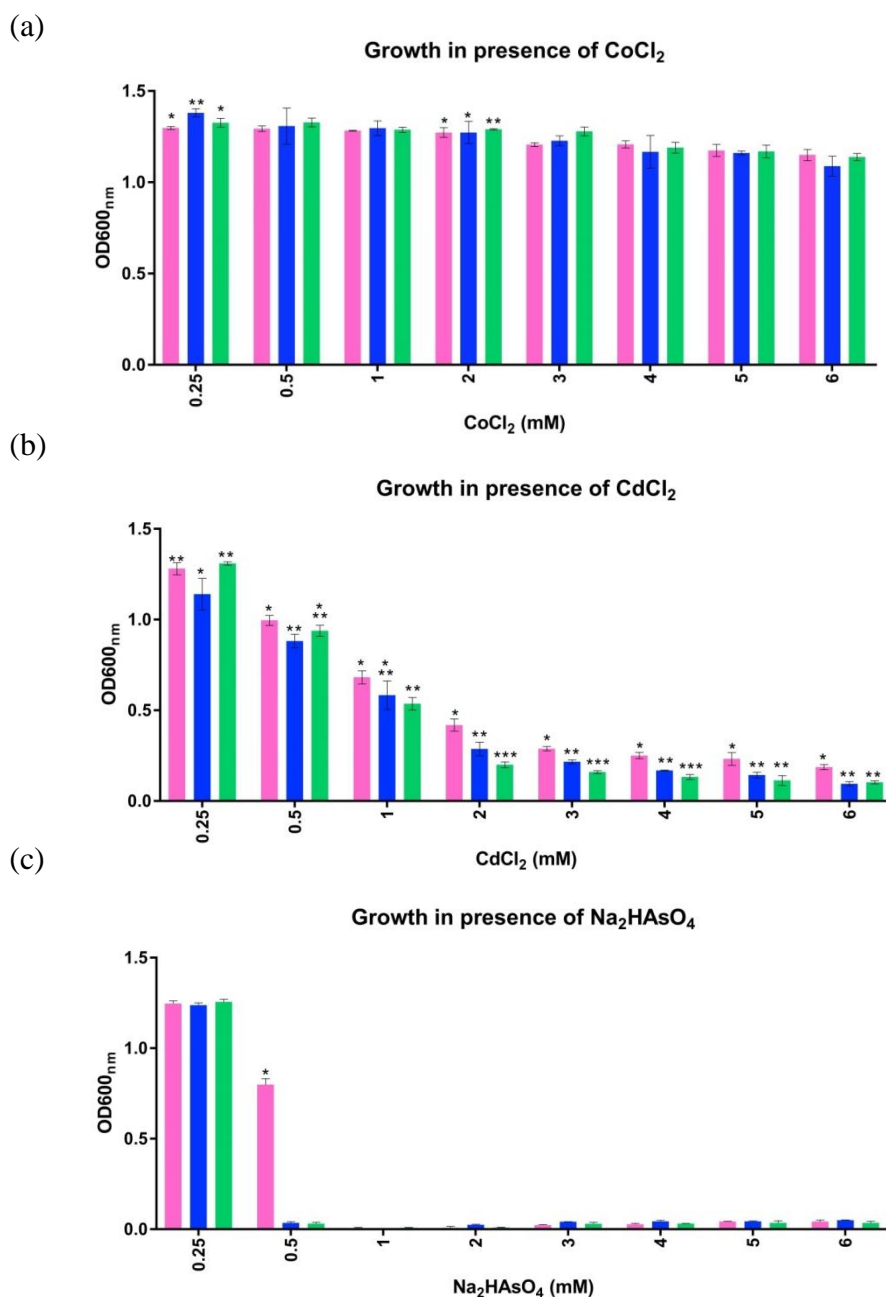 (a)
Growth in presence of CoCl₂
* ** * * * **
1.5
1.0
0.5
0.0
OD600nm
0.25 0.5 1 2 3 4 5 6
CoCl₂ (mM)
(b)
Growth in presence of CdCl₂
** * ** * ** * ** * * ** ** * ** *** * ** *** * ** *** * ** ** * ** **
1.5
1.0
0.5
0.0
OD600nm
0.25 0.5 1 2 3 4 5 6
CdCl₂ (mM)
(c)
Growth in presence of Na₂HAsO₄
*
1.5
1.0
0.5
0.0
OD600nm
0.25 0.5 1 2 3 4 5 6
Na₂HAsO₄ (mM)